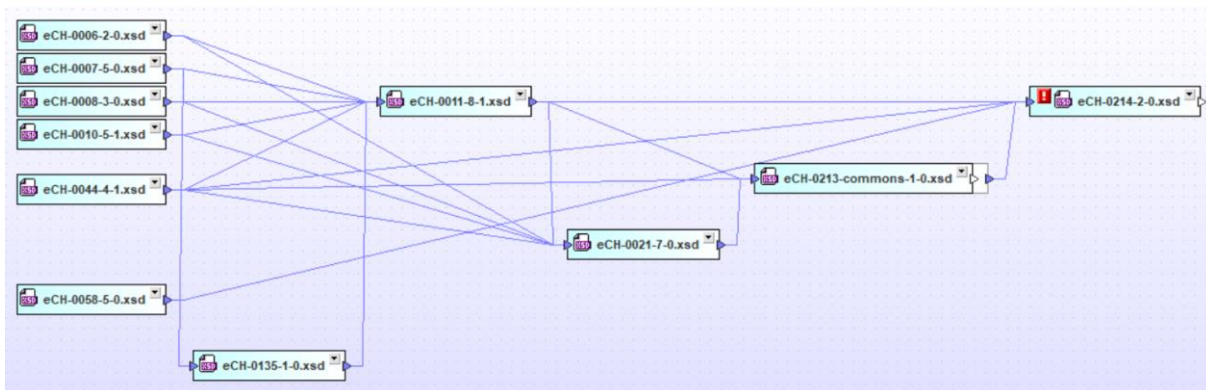 eCH-0006-2-0.xsd
eCH-0007-5-0.xsd
eCH-0008-3-0.xsd
eCH-0010-5-1.xsd
eCH-0044-4-1.xsd
eCH-0058-5-0.xsd
eCH-0135-1-0.xsd
eCH-0011-8-1.xsd
eCH-0021-7-0.xsd
eCH-0213-commons-1-0.xsd
eCH-0214-2-0.xsd